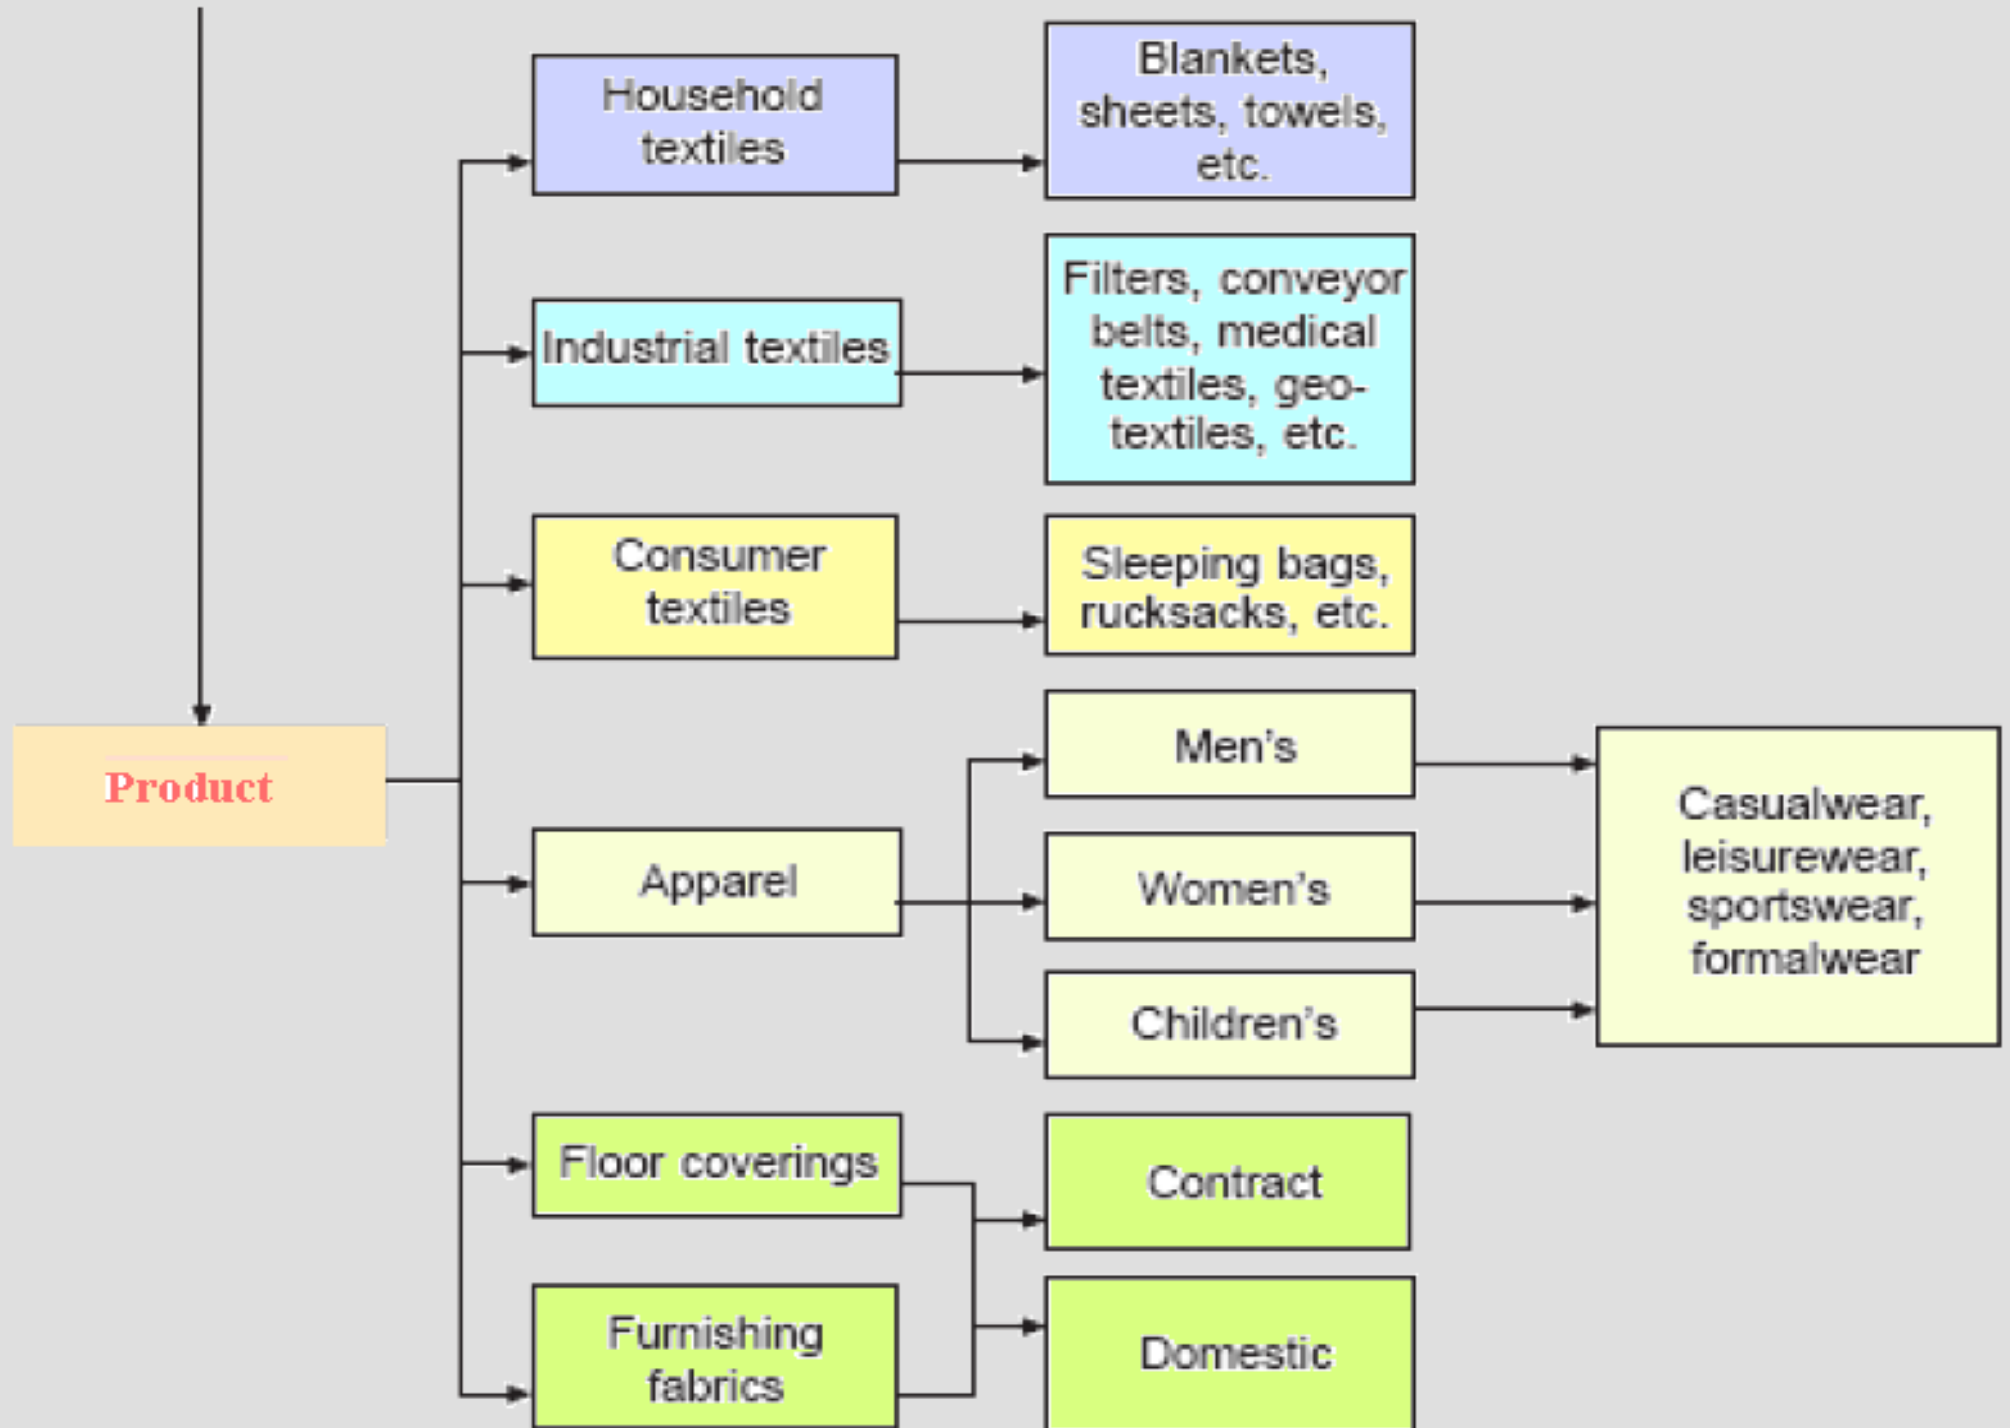 Household
textiles
Blankets,
sheets, towels,
etc.
Industrial textiles
Filters, conveyor
belts, medical
textiles, geo-
textiles, etc.
Consumer
textiles
Sleeping bags,
rucksacks, etc.
Product
Apparel
Men’s
Women’s
Children’s
Casualwear,
leisurewear,
sportswear,
formalwear
Floor coverings
Contract
Furnishing
fabrics
Domestic